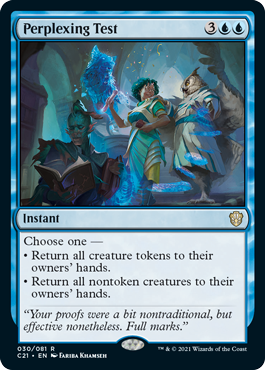 Perplexing Test 3
Instant
Choose one —
• Return all creature tokens to their
owners’ hands.
• Return all nontoken creatures to their
owners’ hands.
“Your proofs were a bit nontraditional, but
effective nonetheless. Full marks.”
030/081 R
C21 • EN Fariba Khamseh
™ & © 2021 Wizards of the Coast